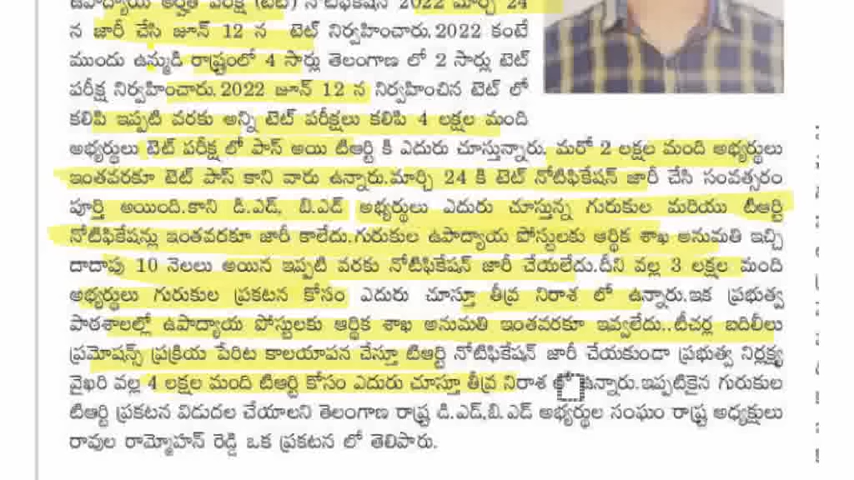 ఉపాధ్యాయ అర్హత పరీక్ష (టెట్) నోటిఫికేషన్ 2022 మార్చి 24
న జారీ చేసి జూన్ 12 న టెట్ నిర్వహించారు.2022 కంటే
ముందు ఉమ్మడి రాష్ట్రంలో 4 సార్లు తెలంగాణ లో 2 సార్లు టెట్
పరీక్ష నిర్వహించారు.2022 జూన్ 12 న నిర్వహించిన టెట్ లో
కలిపి ఇప్పటి వరకు అన్ని టెట్ పరీక్షలు కలిపి 4 లక్షల మంది
అభ్యర్థులు టెట్ పరీక్ష లో పాస్ అయి టిఆర్టి కి ఎదురు చూస్తున్నారు. మరో 2 లక్షల మంది అభ్యర్థులు
ఇంతవరకూ టెట్ పాస్ కాని వారు ఉన్నారు.మార్చి 24 కి టెట్ నోటిఫికేషన్ జారీ చేసి సంవత్సరం
పూర్తి అయింది.కాని డి.ఎడ్, బి.ఎడ్ అభ్యర్థులు ఎదురు చూస్తున్న గురుకుల మరియు టిఆర్టి
నోటిఫికేషన్లు ఇంతవరకూ జారీ కాలేదు.గురుకుల ఉపాధ్యాయ పోస్టులకు ఆర్థిక శాఖ అనుమతి ఇచ్చి
దాదాపు 10 నెలలు అయిన ఇప్పటి వరకు నోటిఫికేషన్ జారీ చేయలేదు.దీని వల్ల 3 లక్షల మంది
అభ్యర్థులు గురుకుల ప్రకటన కోసం ఎదురు చూస్తూ తీవ్ర నిరాశ లో ఉన్నారు.ఇక ప్రభుత్వ
పాఠశాలల్లో ఉపాధ్యాయ పోస్టులకు ఆర్థిక శాఖ అనుమతి ఇంతవరకూ ఇవ్వలేదు..టీచర్ల బదిలీలు
ప్రమోషన్స్ ప్రక్రియ పేరిట కాలయాపన చేస్తూ టిఆర్టి నోటిఫికేషన్ జారీ చేయకుండా ప్రభుత్వ నిర్లక్ష్య
వైఖరి వల్ల 4 లక్షల మంది టిఆర్టి కోసం ఎదురు చూస్తూ తీవ్ర నిరాశ లో ఉన్నారు.ఇప్పటికైన గురుకుల
టిఆర్టి ప్రకటన విడుదల చేయాలని తెలంగాణ రాష్ట్ర డి.ఎడ్,బి.ఎడ్ అభ్యర్థుల సంఘం రాష్ట్ర అధ్యక్షులు
రావుల రామ్మోహన్ రెడ్డి ఒక ప్రకటన లో తెలిపారు.